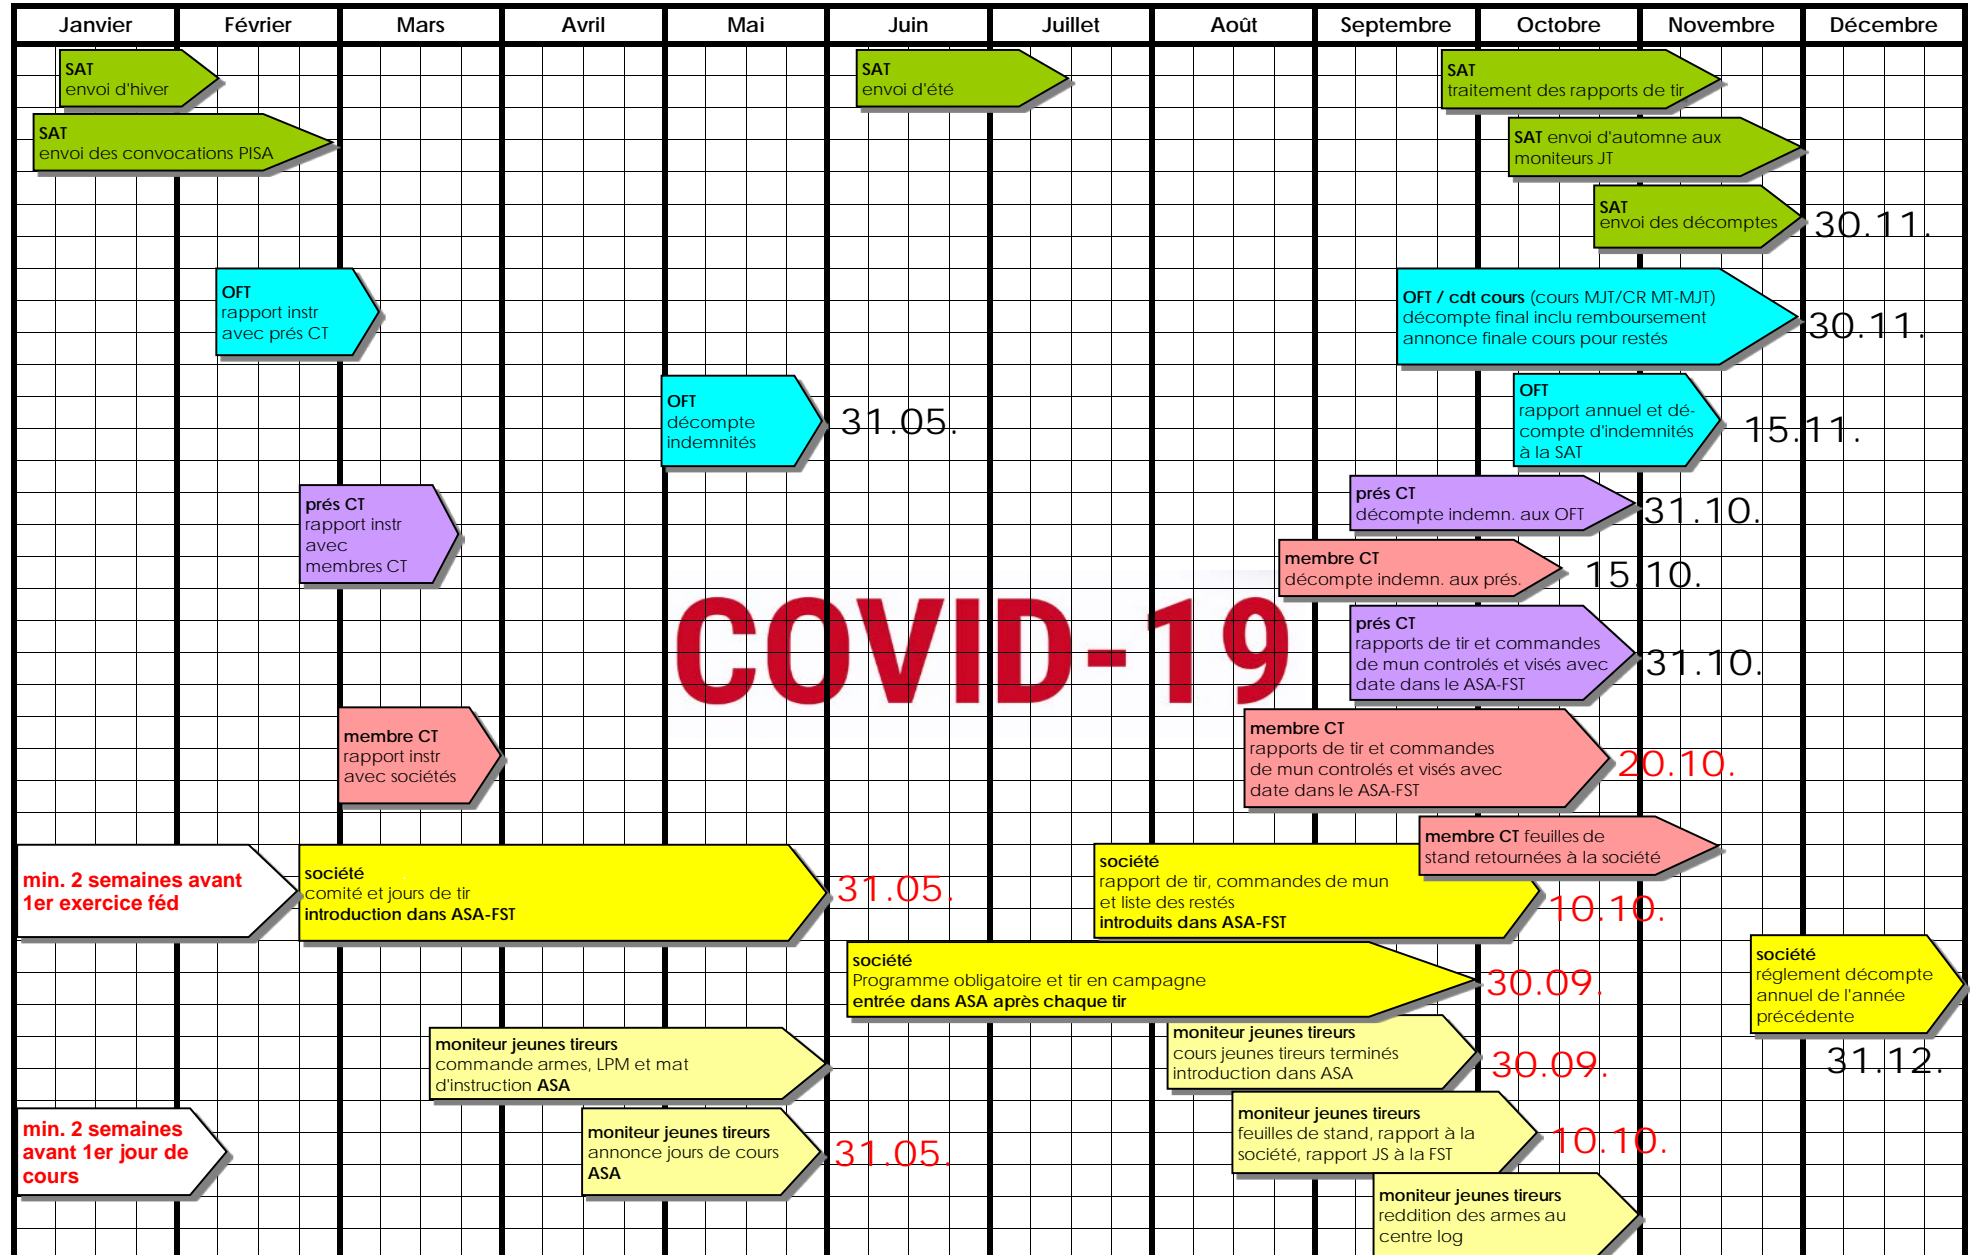 Janvier Février Mars Avril Mai Juin Juillet Août Septembre Octobre Novembre Décembre
SAT
envoi d'hiver
SAT
envoi d'été
SAT
traitement des rapports de tir
SAT
envoi des convocations PISA
SAT envoi d'automne aux
moniteurs JT
SAT
envoi des décomptes
30.11.
OFT
rapport instr
avec prés CT
OFT / cdt cours (cours MJT/CR MT-MJT)
décompte final inclu remboursement
annonce finale cours pour restés
30.11.
OFT
décompte
indemnités
31.05.
OFT
rapport annuel et dé-
compte d'indemnités
à la SAT
15.11.
prés CT
rapport instr
avec
membres CT
prés CT
décompte indemn. aux OFT
31.10.
membre CT
décompte indemn. aux prés.
15.10.
COVID-19
prés CT
rapports de tir et commandes
de mun controlés et visés avec
date dans le ASA-FST
31.10.
membre CT
rapport instr
avec sociétés
membre CT
rapports de tir et commandes
de mun controlés et visés avec
date dans le ASA-FST
20.10.
membre CT feuilles de
stand retournées à la société
min. 2 semaines avant
1er exercice féd
société
comité et jours de tir
introduction dans ASA-FST
31.05.
société
rapport de tir, commandes de mun
et liste des restés
introduits dans ASA-FST
10.10.
société
Programme obligatoire et tir en campagne
entrée dans ASA après chaque tir
30.09.
société
réglement décompte
annuel de l'année
précédente
31.12.
moniteur jeunes tireurs
commande armes, LPM et mat
d'instruction ASA
moniteur jeunes tireurs
cours jeunes tireurs terminés
introduction dans ASA
30.09.
min. 2 semaines
avant 1er jour de
cours
moniteur jeunes tireurs
annonce jours de cours
ASA
31.05.
moniteur jeunes tireurs
feuilles de stand, rapport à la
société, rapport JS à la FST
10.10.
moniteur jeunes tireurs
reddition des armes au
centre log